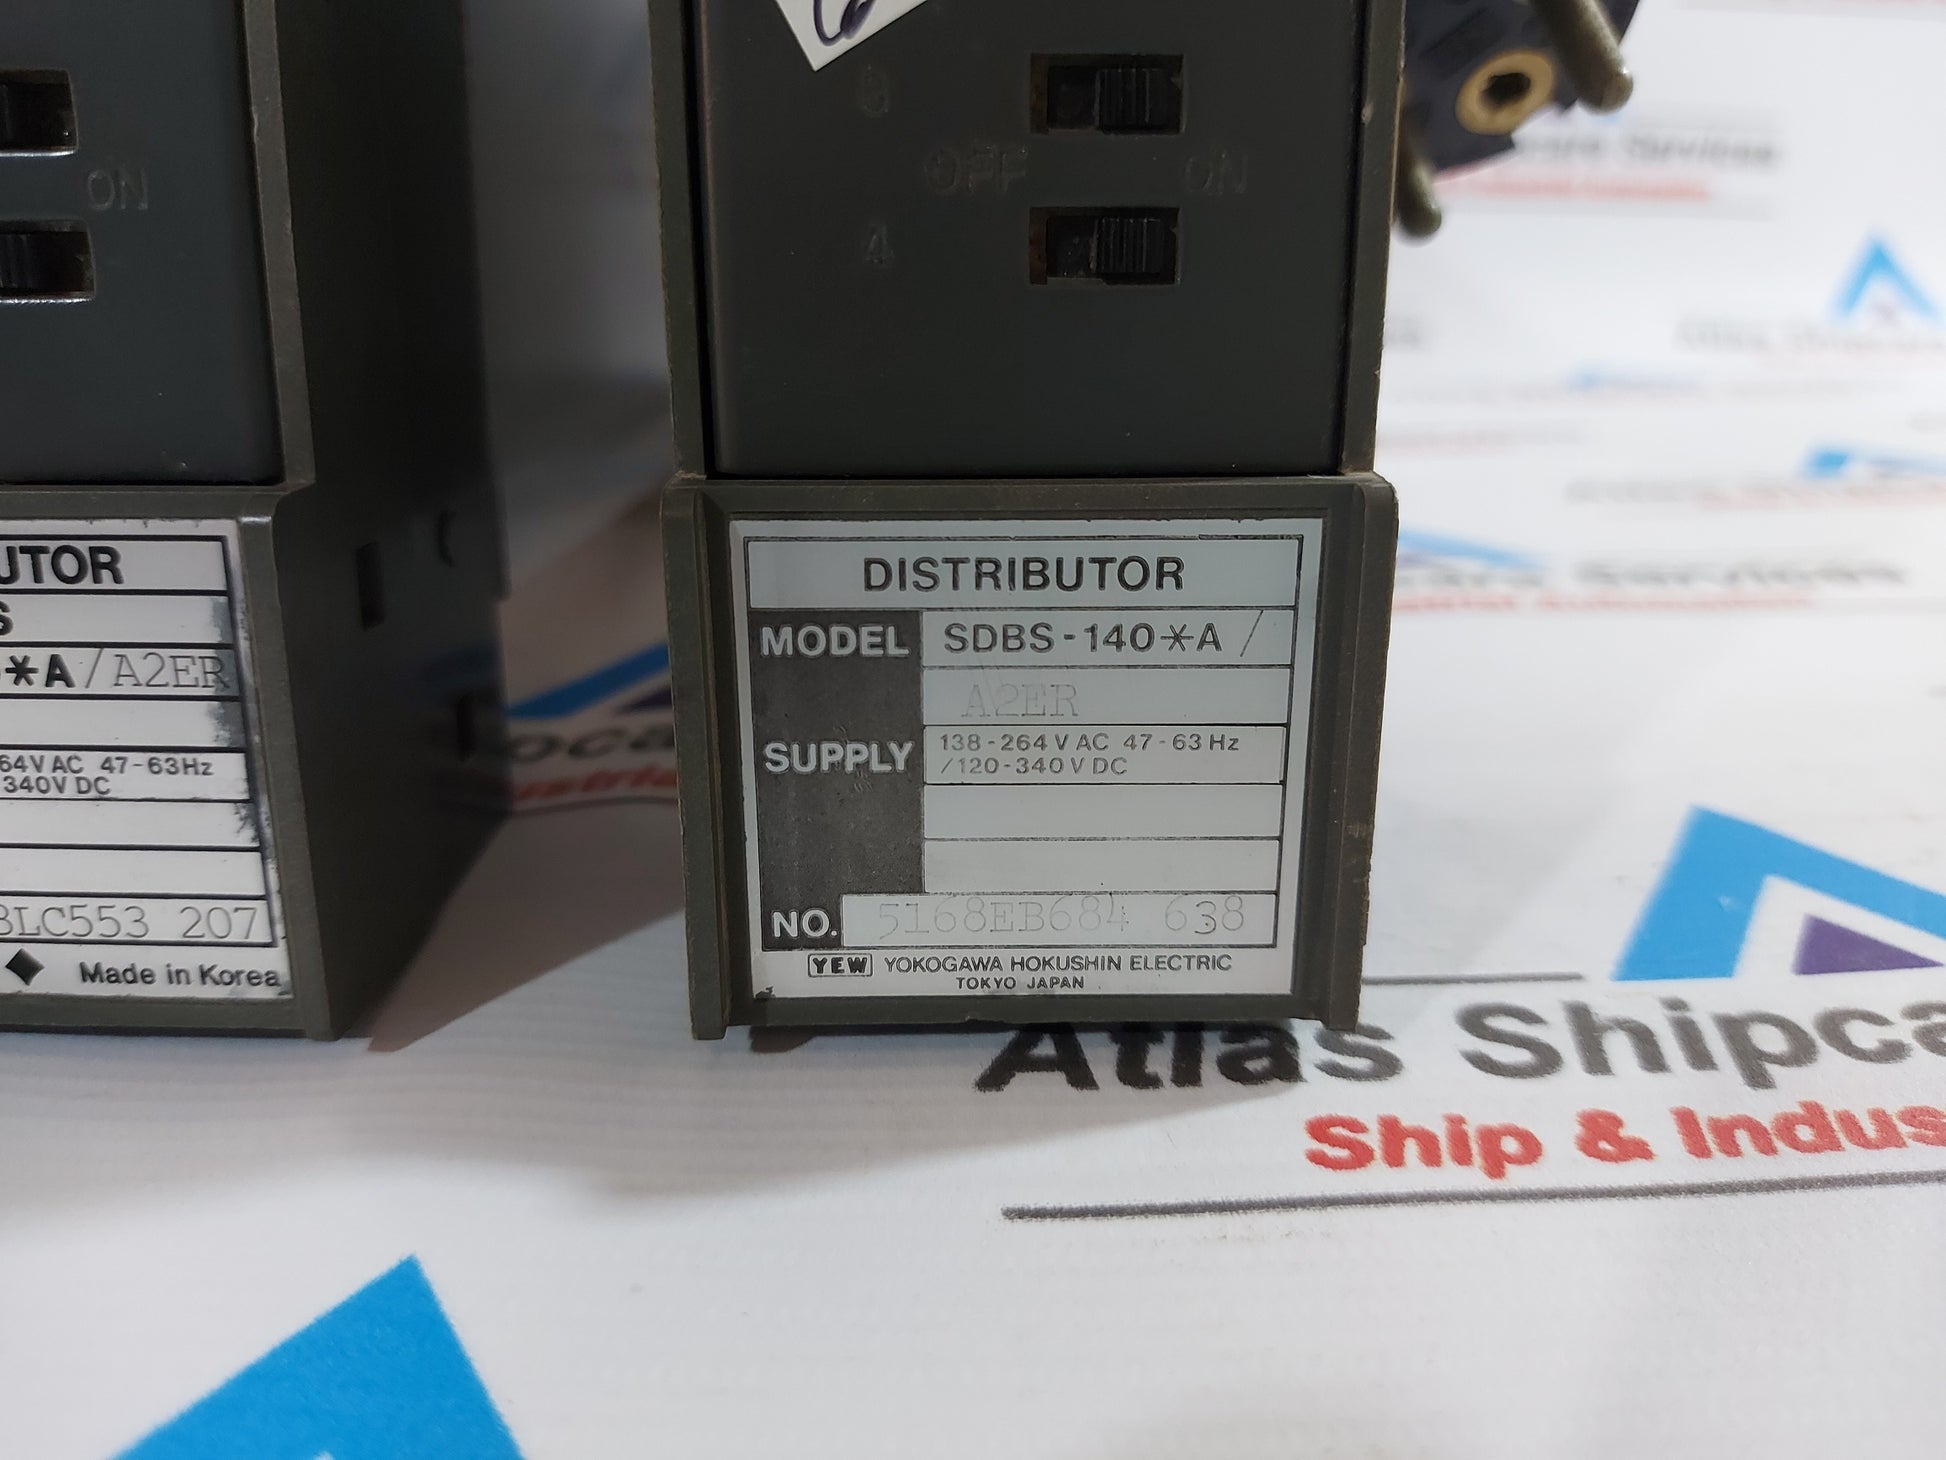 ON
UTOR
S
*A/A2ER
64V AC 47-63Hz
340V DC
BLC553 207
Made in Korea
OFF ON
4
DISTRIBUTOR
MODEL SDBS-140*A/
A2ER
SUPPLY 138-264 V AC 47-63 Hz
/120-340 V DC
NO. 5168EB684 638
YEW YOKOGAWA HOKUSHIN ELECTRIC
TOKYO JAPAN
Atlas Shipca
Ship & Indus